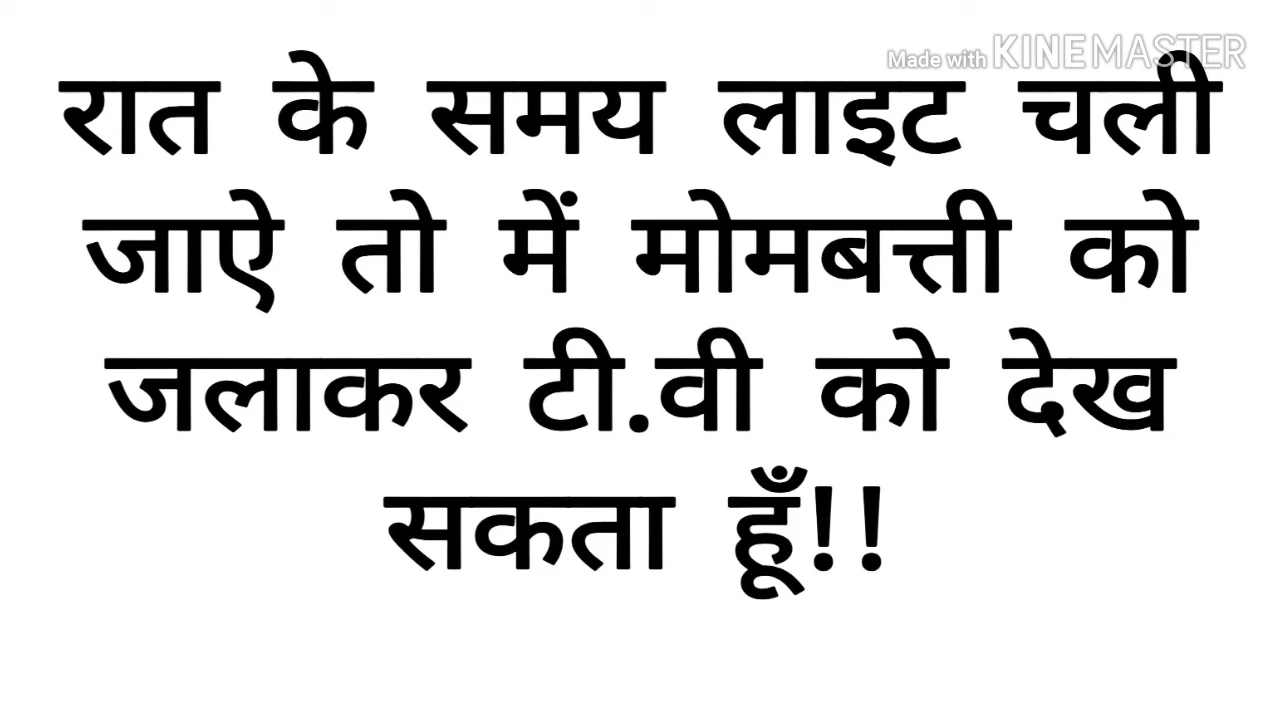 Made with KINEMASTER
रात के समय लाइट चली
जाऐ तो में मोमबत्ती को
जलाकर टी.वी को देख
सकता हूँ!!